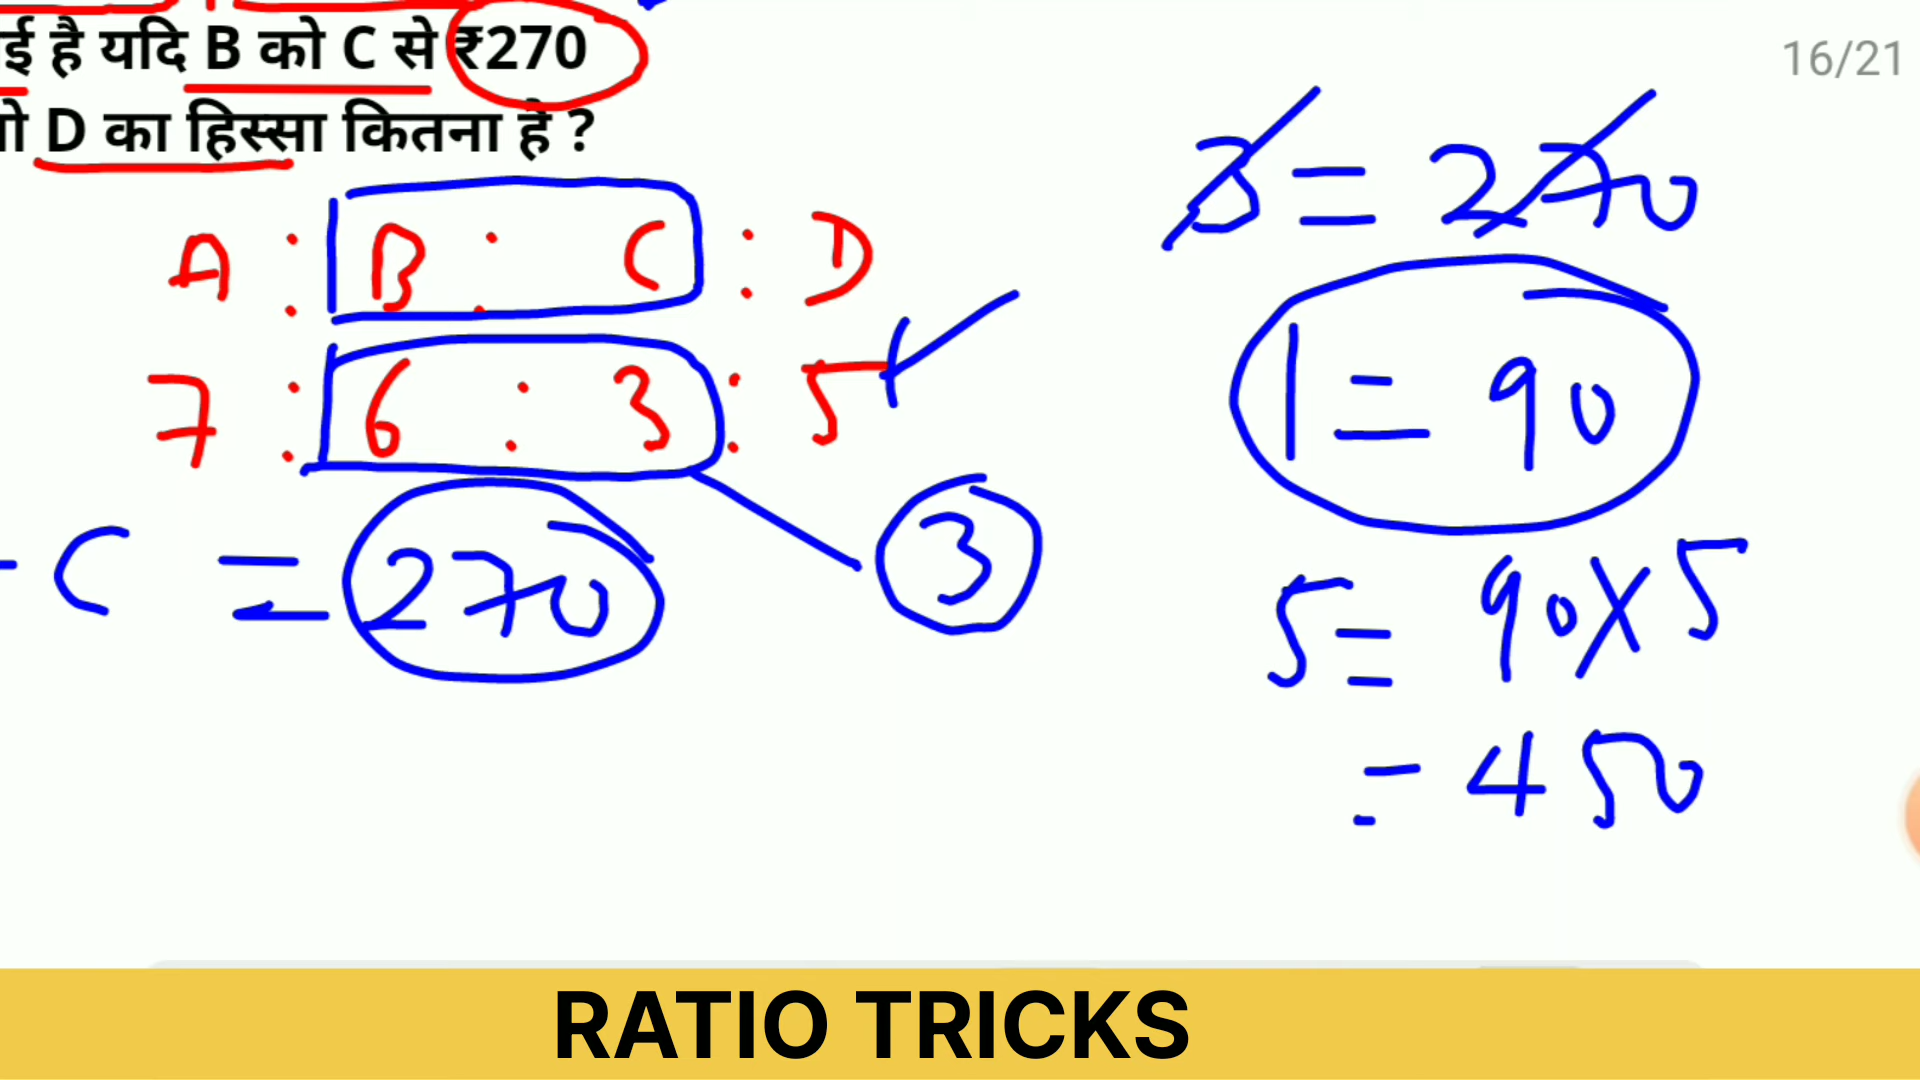 ई है यदि B को C से ₹270
16/21
D का हिस्सा कितना है ?
A : B : C : D
7 : 6 : 3 : 5
- C = 270
3
3 = 270
1 = 90
5 = 90 X 5
= 450
RATIO TRICKS